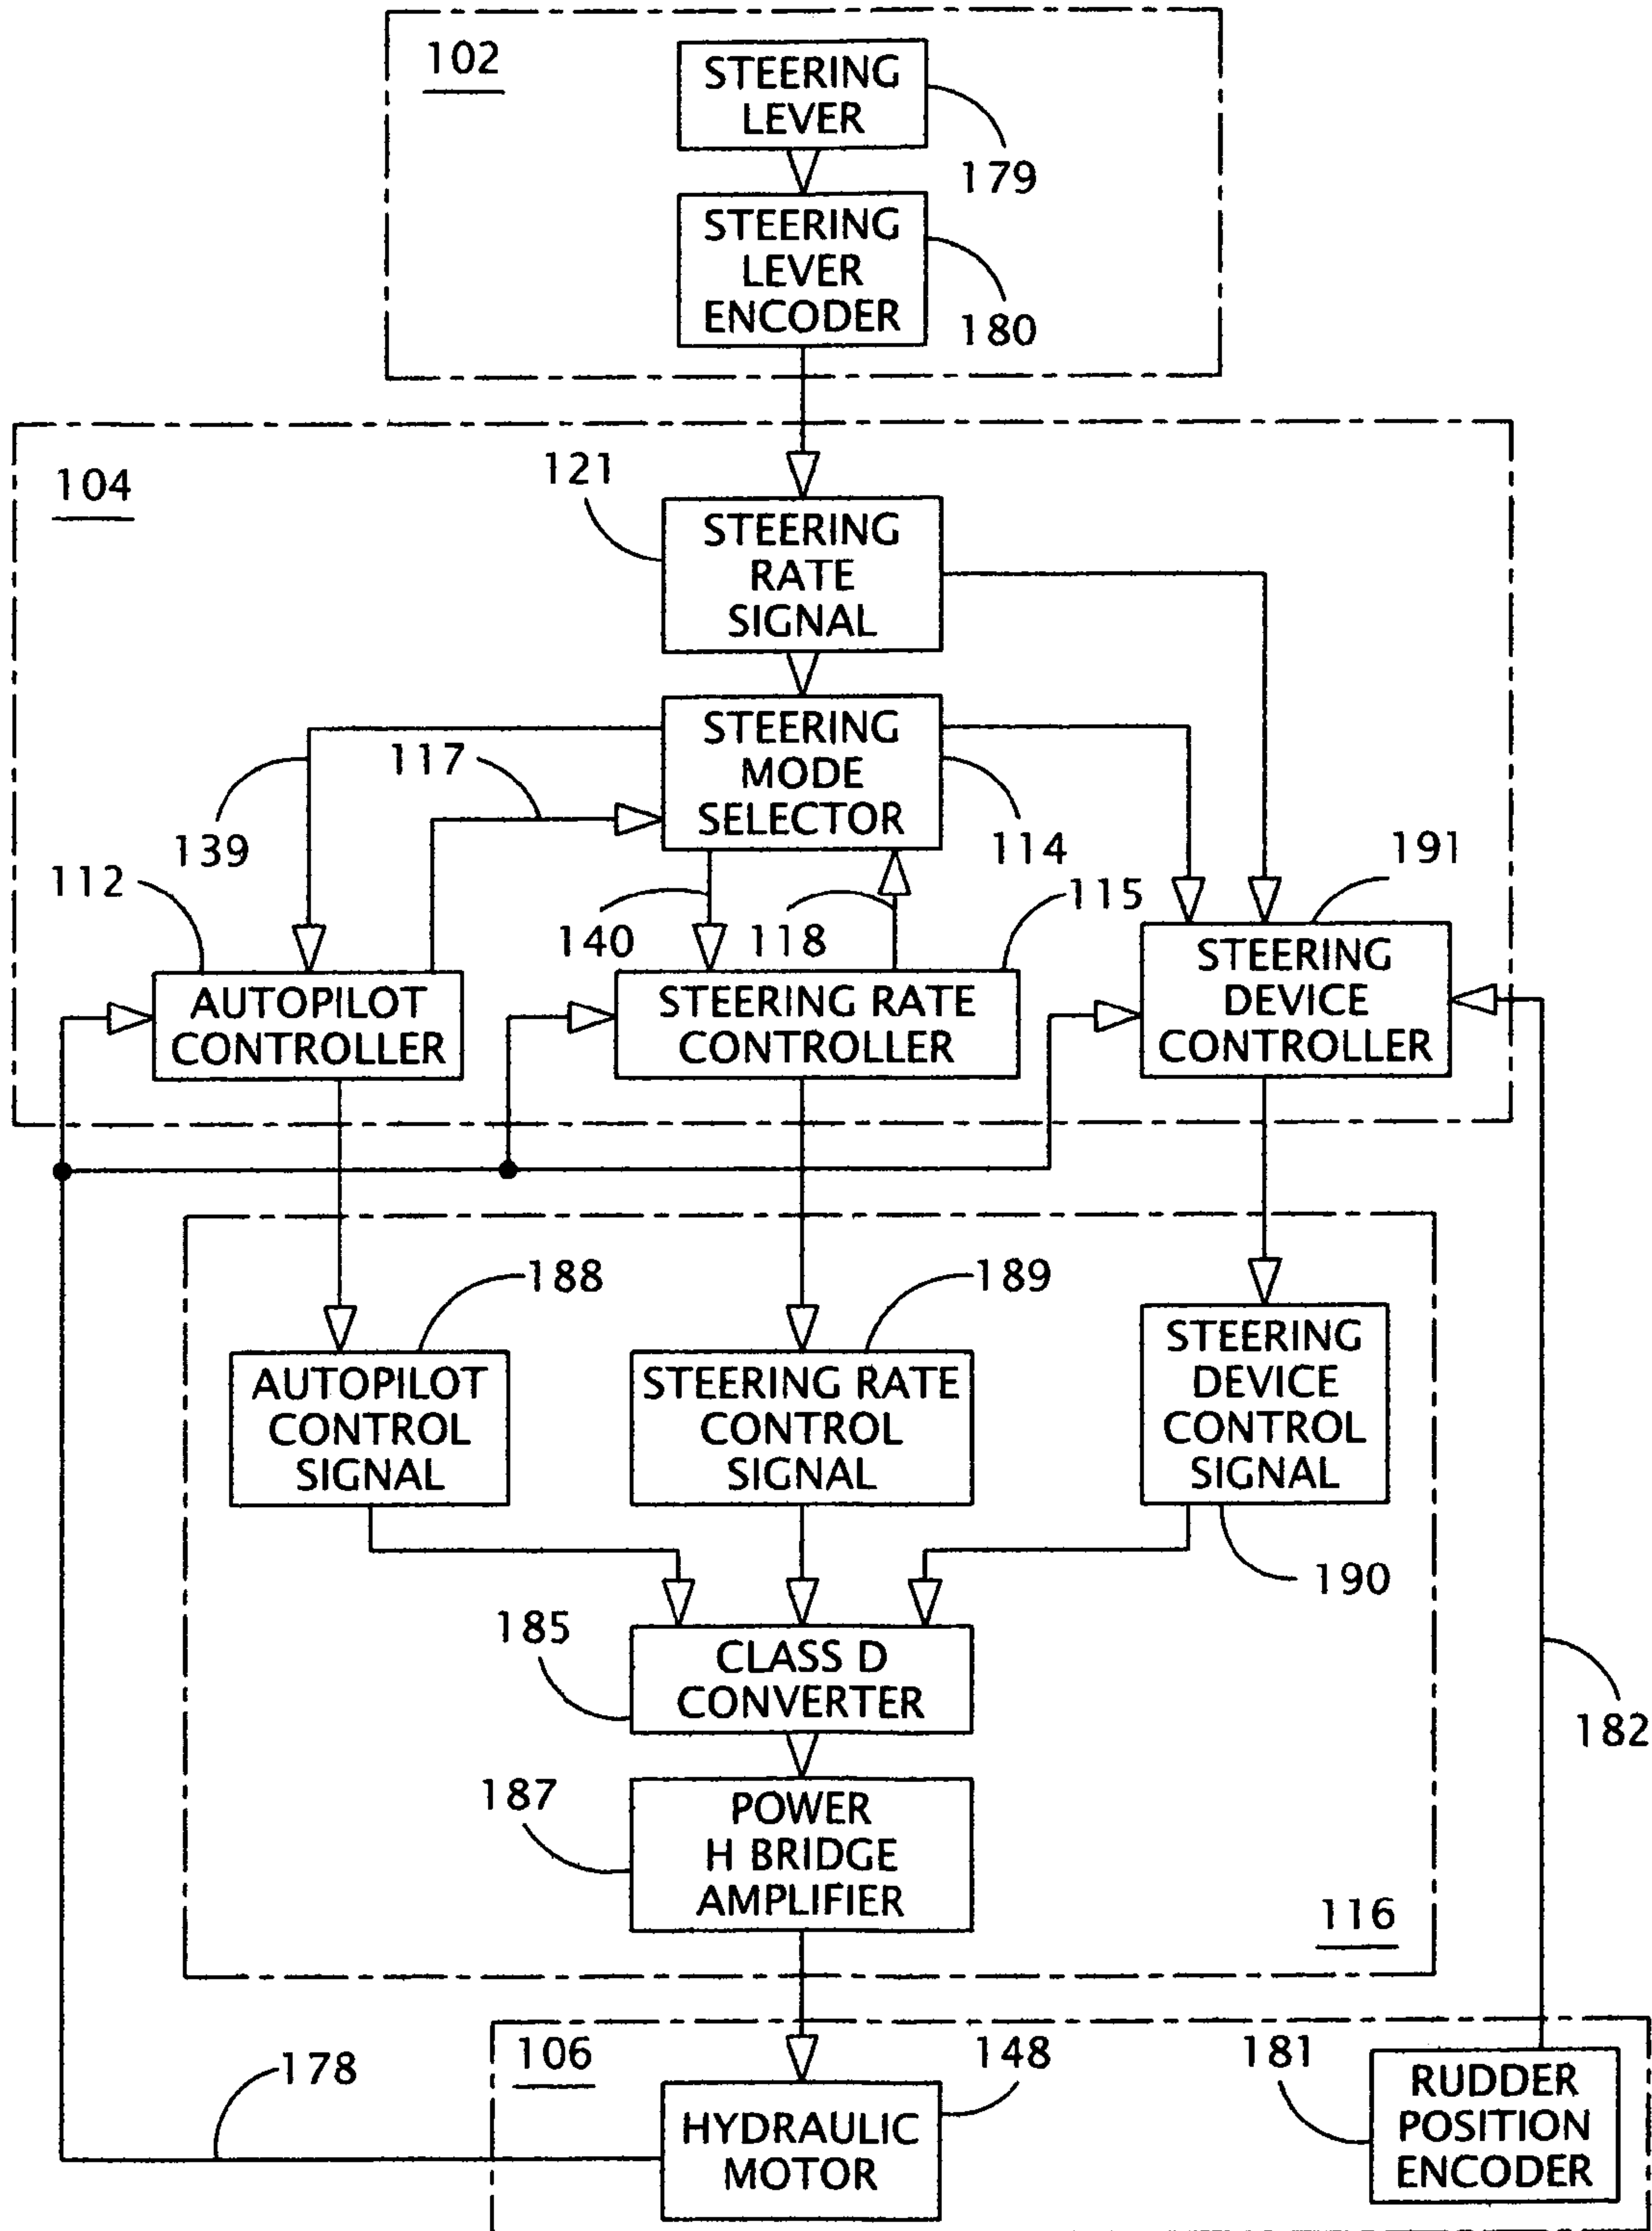 102
STEERING
LEVER
179
STEERING
LEVER
ENCODER
180
104
121
STEERING
RATE
SIGNAL
STEERING
MODE
SELECTOR
117
139
114
191
112
140
118
115
AUTOPILOT
CONTROLLER
STEERING RATE
CONTROLLER
STEERING
DEVICE
CONTROLLER
188
189
AUTOPILOT
CONTROL
SIGNAL
STEERING RATE
CONTROL
SIGNAL
STEERING
DEVICE
CONTROL
SIGNAL
190
185
CLASS D
CONVERTER
182
187
POWER
H BRIDGE
AMPLIFIER
116
106
148
181
178
HYDRAULIC
MOTOR
RUDDER
POSITION
ENCODER